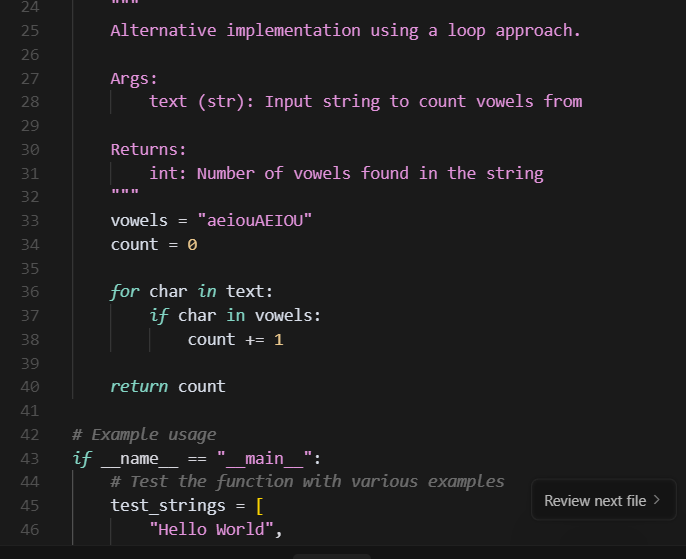 24 """
25 Alternative implementation using a loop approach.
26
27 Args:
28 text (str): Input string to count vowels from
29
30 Returns:
31 int: Number of vowels found in the string
32 """
33 vowels = "aeiouAEIOU"
34 count = 0
35
36 for char in text:
37 if char in vowels:
38 count += 1
39
40 return count
41
42 # Example usage
43 if __name__ == "__main__":
44 # Test the function with various examples
45 test_strings = [
46 "Hello World",
Review next file >